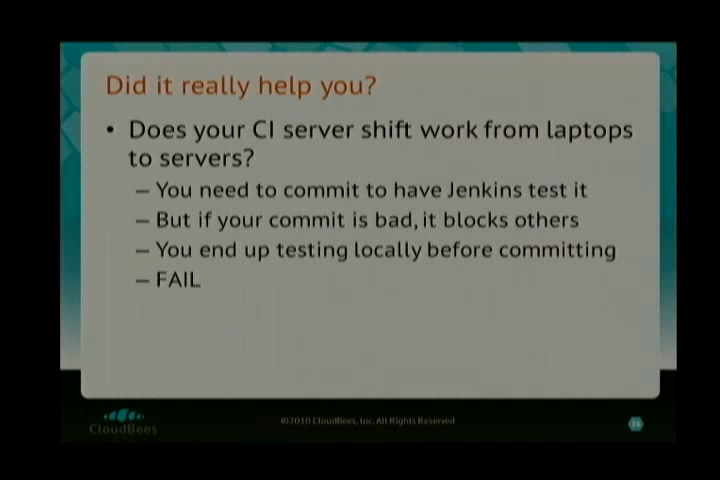 Did it really help you?
• Does your CI server shift work from laptops
to servers?
– You need to commit to have Jenkins test it
– But if your commit is bad, it blocks others
– You end up testing locally before committing
– FAIL
CloudBees
©2010 CloudBees, Inc. All Rights Reserved